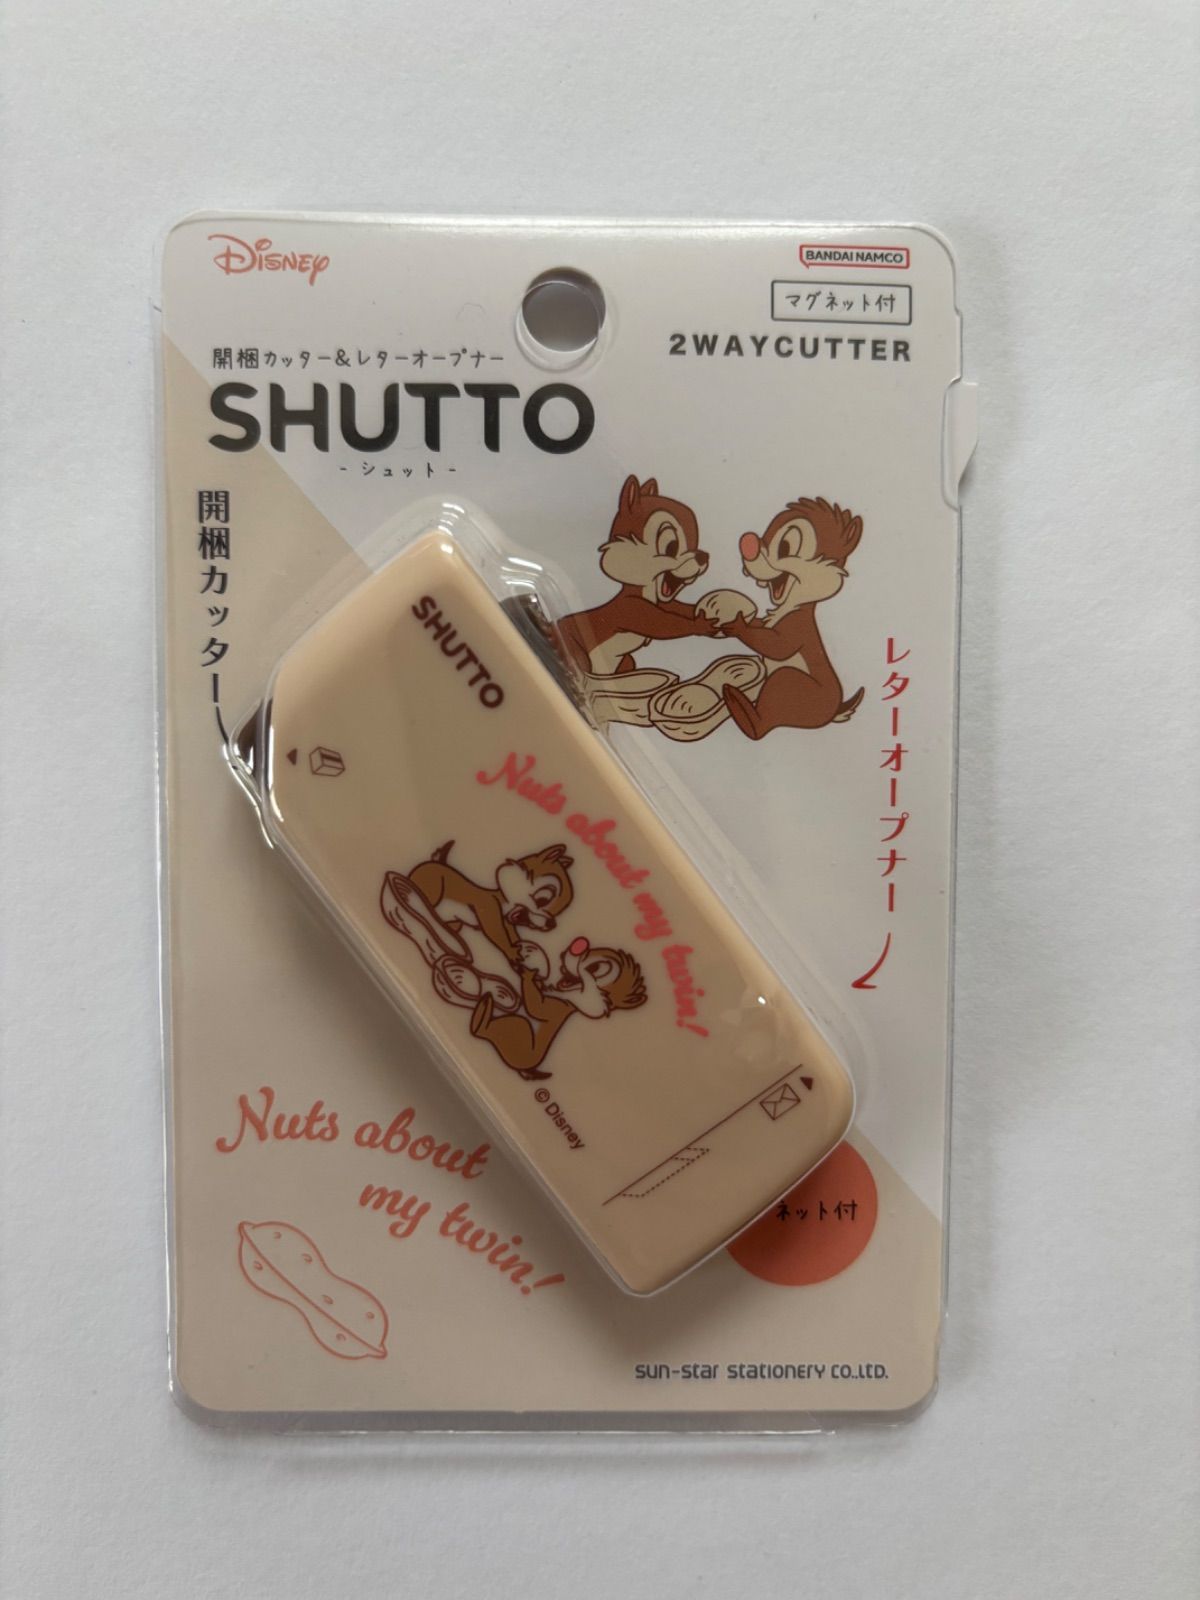 Disney
BANDAI NAMCO
マグネット付
2WAYCUTTER
開梱カッター&レターオープナー
SHUTTO
- シュット -
開梱カッター
レターオープナー
SHUTTO
Nuts about my twin!
©Disney
ネット付
Nuts about
my twin!
sun-star stationery co.,ltd.